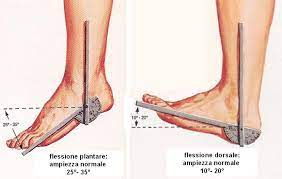 25°- 35°
10° - 20°
flessione plantare:
ampiezza normale
25°- 35°
flessione dorsale:
ampiezza normale
10°- 20°